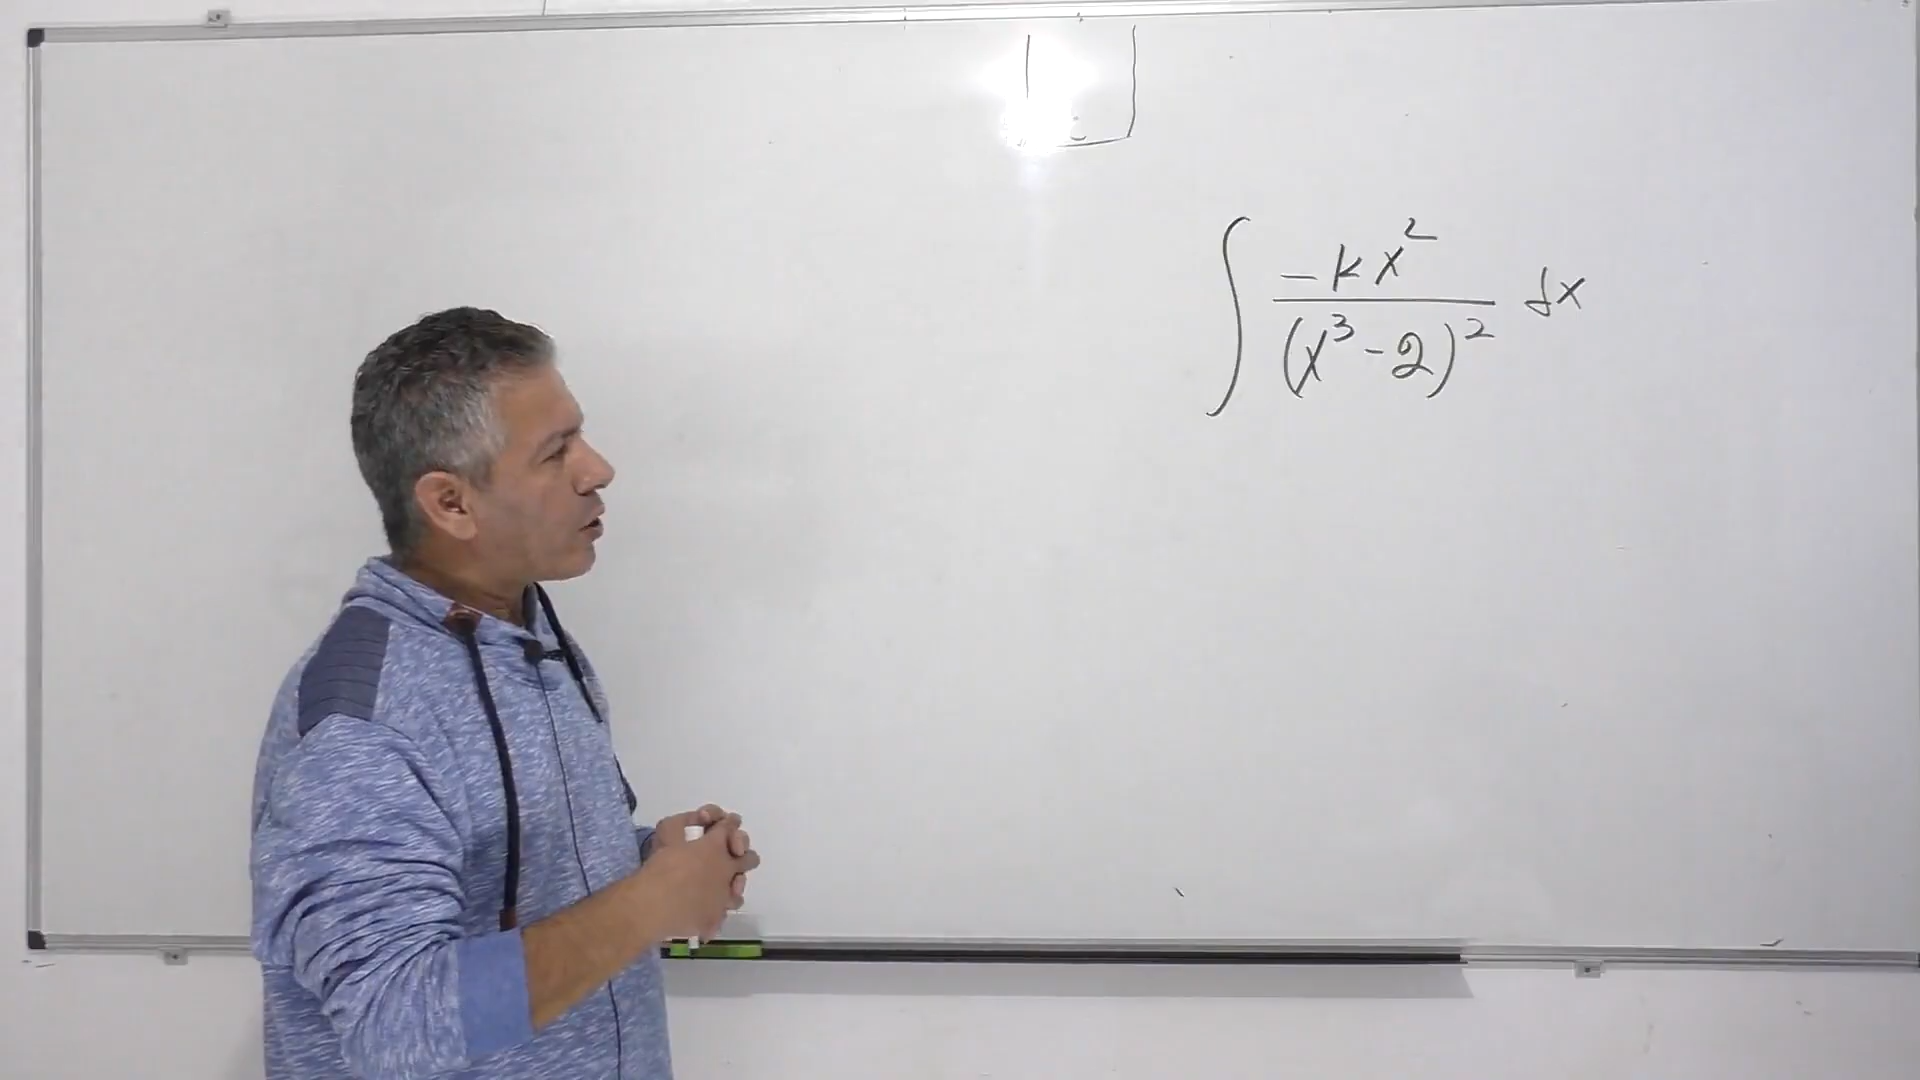 ∫ -kx² / (x³-2)² dx